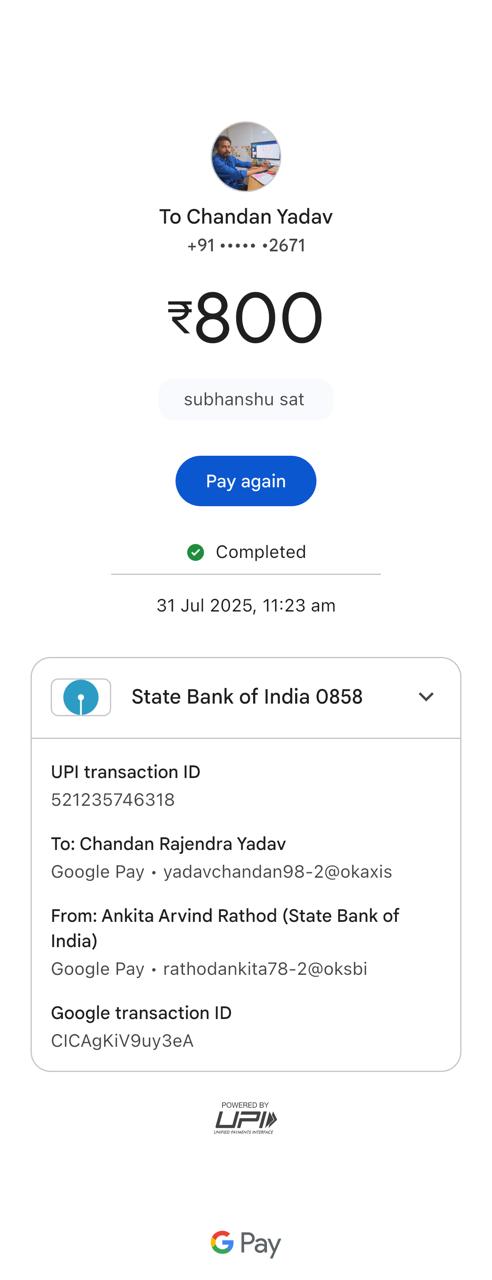 To Chandan Yadav
+91 ••••• •2671
₹800
subhanshu sat
Pay again
Completed
31 Jul 2025, 11:23 am
State Bank of India 0858
UPI transaction ID
521235746318
To: Chandan Rajendra Yadav
Google Pay • yadavchandan98-2@okaxis
From: Ankita Arvind Rathod (State Bank of
India)
Google Pay • rathodankita78-2@oksbi
Google transaction ID
CICAgKiV9uy3eA
POWERED BY
UPI
UNIFIED PAYMENTS INTERFACE
G Pay